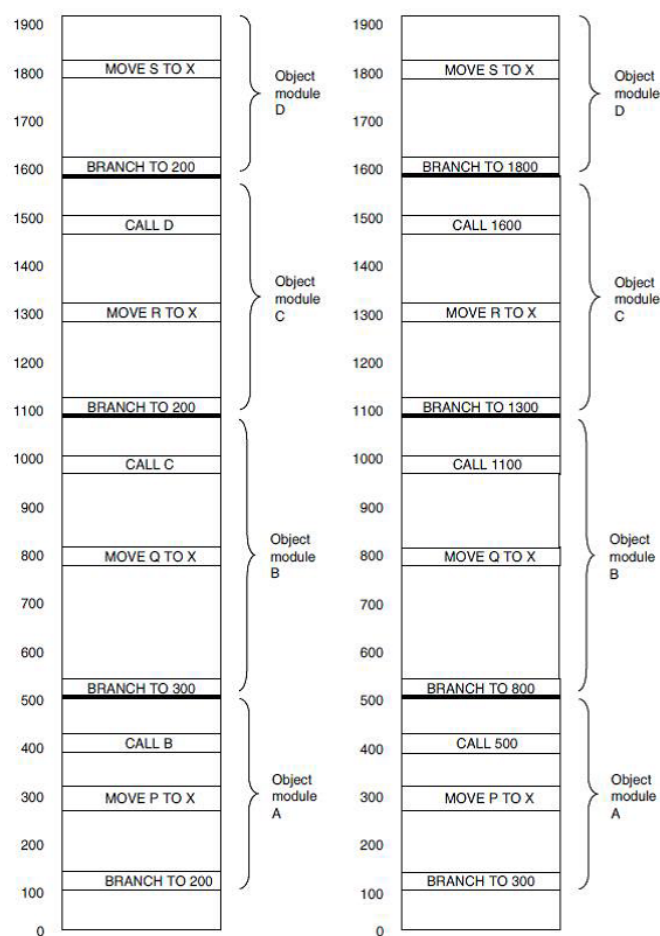 1900
1800
MOVE S TO X
1700
1600
BRANCH TO 200
Object
module
D
1500
CALL D
1400
1300
MOVE R TO X
1200
1100
BRANCH TO 200
Object
module
C
1000
CALL C
900
800
MOVE Q TO X
700
600
500
BRANCH TO 300
Object
module
B
400
CALL B
300
MOVE P TO X
200
100
BRANCH TO 200
0
Object
module
A
1900
1800
MOVE S TO X
1700
1600
BRANCH TO 1800
Object
module
D
1500
CALL 1600
1400
1300
MOVE R TO X
1200
1100
BRANCH TO 1300
Object
module
C
1000
CALL 1100
900
800
MOVE Q TO X
700
600
500
BRANCH TO 800
Object
module
B
400
CALL 500
300
MOVE P TO X
200
100
BRANCH TO 300
0
Object
module
A